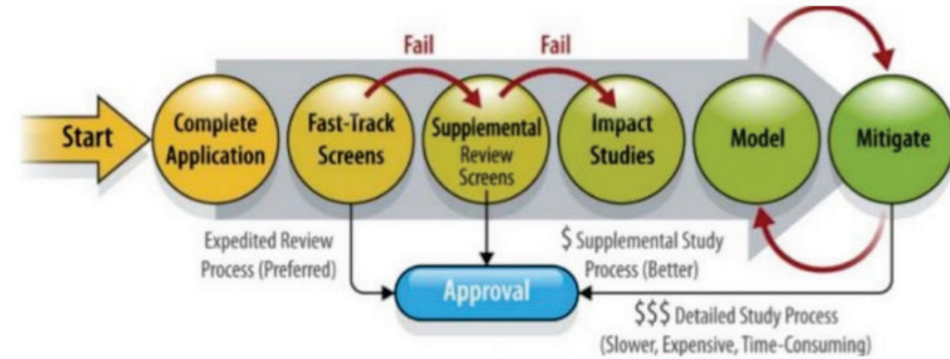 Fail
Fail
Start
Complete
Application
Fast-Track
Screens
Supplemental
Review
Screens
Impact
Studies
Model
Mitigate
Expedited Review
Process (Preferred)
$ Supplemental Study
Process (Better)
Approval
$$$ Detailed Study Process
(Slower, Expensive, Time-Consuming)